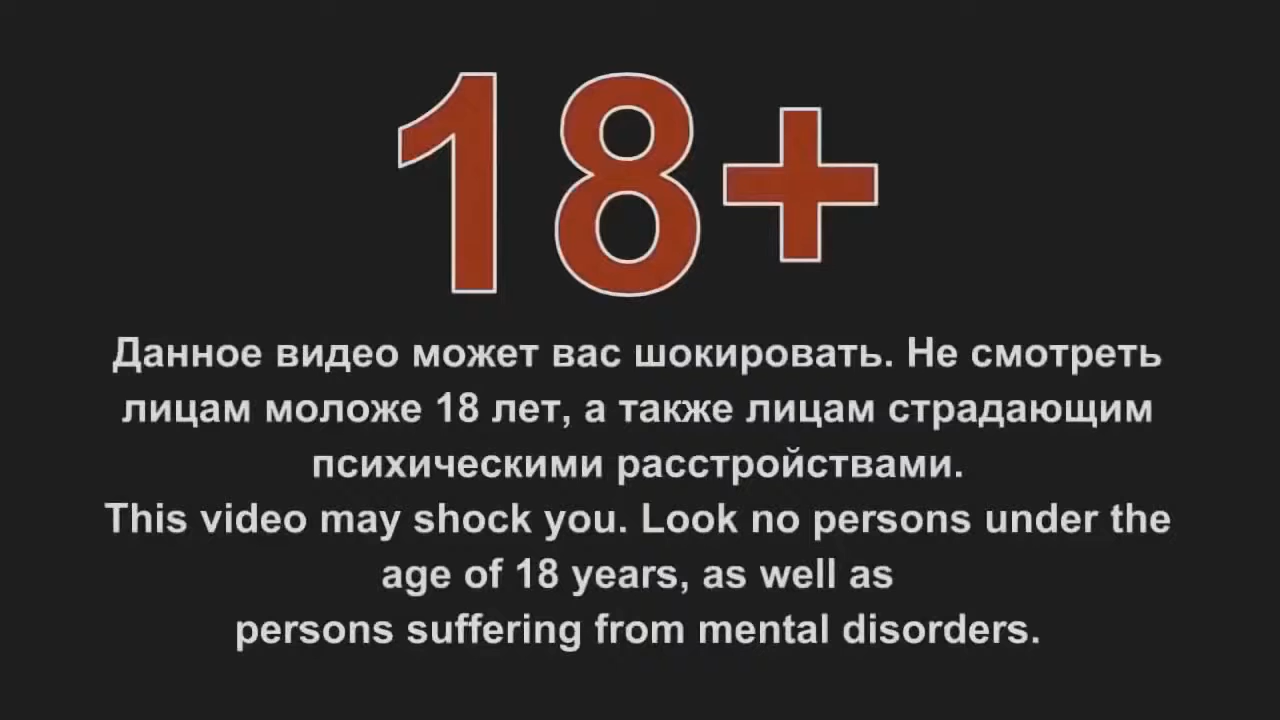 18+
Данное видео может вас шокировать. Не смотреть
лицам моложе 18 лет, а также лицам страдающим
психическими расстройствами.
This video may shock you. Look no persons under the
age of 18 years, as well as
persons suffering from mental disorders.